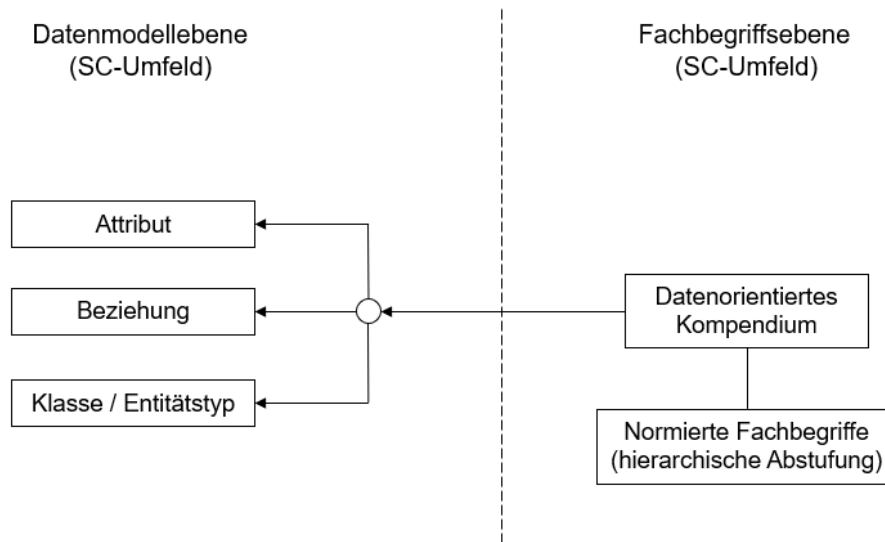 Datenmodellebene
(SC-Umfeld)
Fachbegriffsebene
(SC-Umfeld)
Attribut
Beziehung
Klasse / Entitätstyp
Datenorientiertes
Kompendium
Normierte Fachbegriffe
(hierarchische Abstufung)